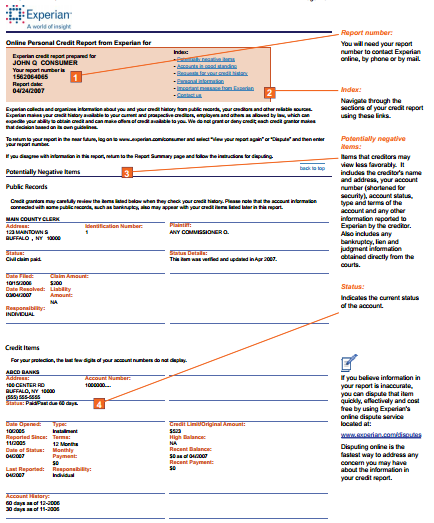 Experian
A world of insight
Online Personal Credit Report from Experian for
Experian credit report prepared for
JOHN Q CONSUMER
Your report number is
1562064065
Report date:
04/24/2007
1
Index:
- Potentially negative items
- Accounts in good standing
- Requests for your credit history
- Personal information
- Important message from Experian
- Contact us
2
Experian collects and organizes information about you and your credit history from public records, your creditors and other reliable sources.
Experian makes your credit history available to your current and prospective creditors, employers and others as allowed by law, which can
expedite your ability to obtain credit and can make offers of credit available to you. We do not grant or deny credit; each credit grantor makes
that decision based on its own guidelines.
To return to your report in the near future, log on to www.experian.com/consumer and select "view your report again" or "Dispute" and then enter
your report number.
If you disagree with information in this report, return to the Report Summary page and follow the instructions for disputing.
Potentially Negative Items
3
back to top
Public Records
Credit grantors may carefully review the items listed below when they check your credit history. Please note that the account information
connected with some public records, such as bankruptcy, also may appear with your credit items listed later in this report.
MAIN COUNTY CLERK
Address: Identification Number: Plaintiff:
123 MAINTOWN S 1 ANY COMMISSIONER O.
BUFFALO , NY 10000
Status: Status Details:
Civil claim paid. This item was verified and updated in Apr 2007.
Date Filed: Claim Amount:
10/15/2006 $200
Date Resolved: Liability
03/04/2007 Amount:
NA
Responsibility:
INDIVIDUAL
Credit Items
For your protection, the last few digits of your account numbers do not display.
ABCD BANKS
Address: Account Number:
100 CENTER RD 1000000....
BUFFALO, NY 10000
(555) 555-5555
Status: Paid/Past due 60 days.
4
Date Opened: Type: Credit Limit/Original Amount:
10/2005 Installment $523
Reported Since: Terms: High Balance:
11/2005 12 Months NA
Date of Status: Monthly Recent Balance:
04/2007 Payment: $0 as of 04/2007
$0 Recent Payment:
Last Reported: Responsibility: $0
04/2007 Individual
Account History:
60 days as of 12-2006
30 days as of 11-2006
Report number:
You will need your report
number to contact Experian
online, by phone or by mail.
Index:
Navigate through the
sections of your credit report
using these links.
Potentially negative
items:
Items that creditors may
view less favorably. It
includes the creditor's name
and address, your account
number (shortened for
security), account status,
type and terms of the
account and any other
information reported to
Experian by the creditor.
Also includes any
bankruptcy, lien and
judgment information
obtained directly from the
courts.
Status:
Indicates the current status
of the account.
If you believe information in
your report is inaccurate,
you can dispute that item
quickly, effectively and cost
free by using Experian's
online dispute service
located at:
www.experian.com/disputes
Disputing online is the
fastest way to address any
concern you may have
about the information in
your credit report.